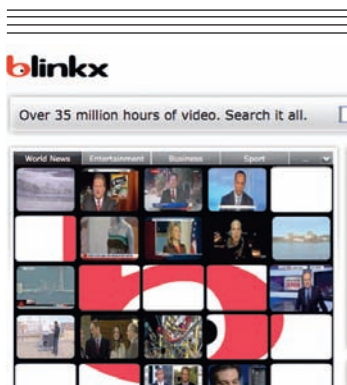 blinkx
Over 35 million hours of video. Search it all.
World News Entertainment Business Sport ...